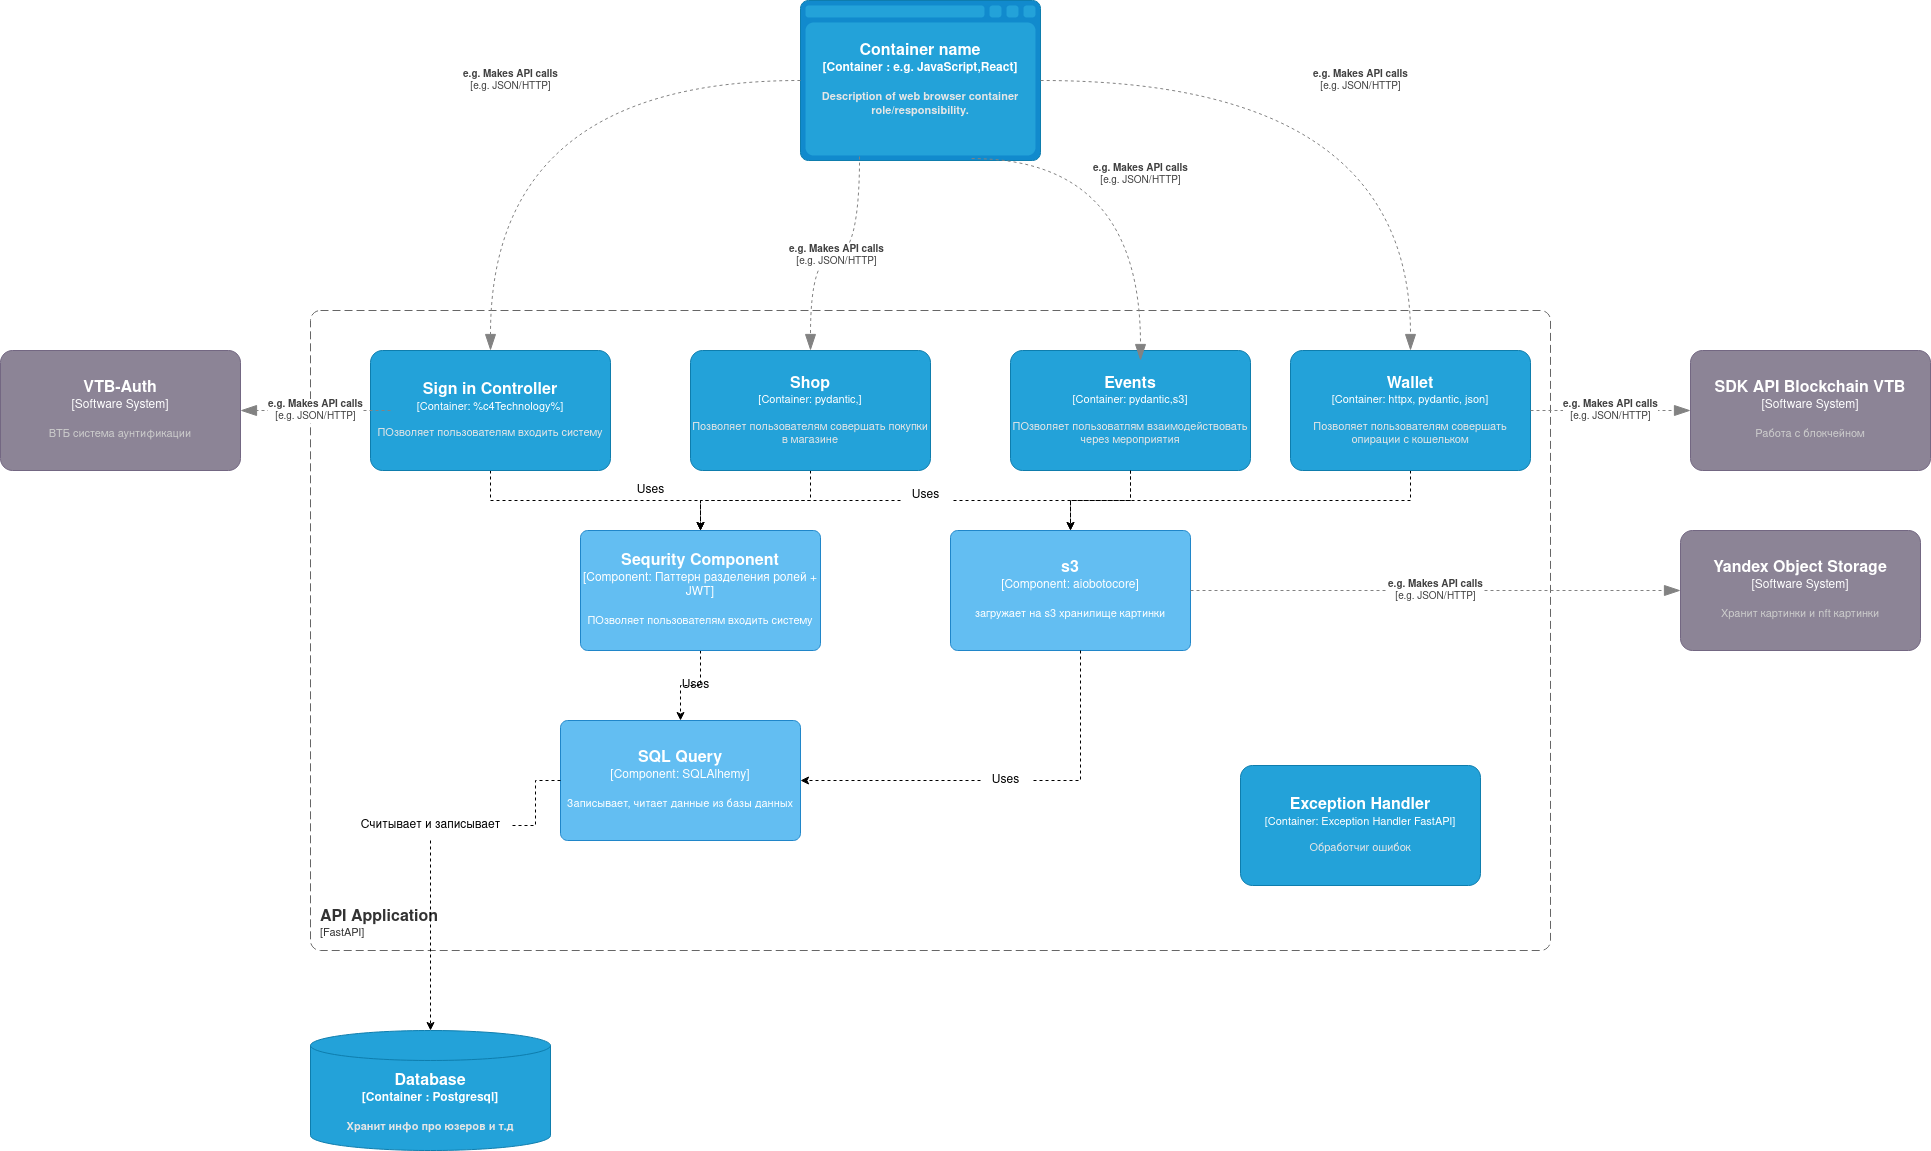 Container name
[Container : e.g. JavaScript,React]
Description of web browser container
role/responsibility.
e.g. Makes API calls
[e.g. JSON/HTTP]
e.g. Makes API calls
[e.g. JSON/HTTP]
e.g. Makes API calls
[e.g. JSON/HTTP]
e.g. Makes API calls
[e.g. JSON/HTTP]
VTB-Auth
[Software System]
ВТБ система аунтификации
e.g. Makes API calls
[e.g. JSON/HTTP]
Sign in Controller
[Container: %c4Technology%]
ПОзволяет пользователям входить систему
Shop
[Container: pydantic,]
Позволяет пользователям совершать покупки
в магазине
Events
[Container: pydantic,s3]
ПОзволяет пользоватлям взаимодействовать
через мероприятия
Wallet
[Container: httpx, pydantic, json]
Позволяет пользователям совершать
опирации с кошельком
e.g. Makes API calls
[e.g. JSON/HTTP]
SDK API Blockchain VTB
[Software System]
Работа с блокчейном
Uses
Uses
Sequrity Component
[Component: Паттерн разделения ролей +
JWT]
ПОзволяет пользователям входить систему
s3
[Component: aiobotocore]
загружает на s3 хранилище картинки
e.g. Makes API calls
[e.g. JSON/HTTP]
Yandex Object Storage
[Software System]
Хранит картинки и nft картинки
Uses
SQL Query
[Component: SQLAlhemy]
Записывает, читает данные из базы данных
Uses
Exception Handler
[Container: Exception Handler FastAPI]
Обработчиг ошибок
Считывает и записывает
API Application
[FastAPI]
Database
[Container : Postgresql]
Хранит инфо про юзеров и т.д